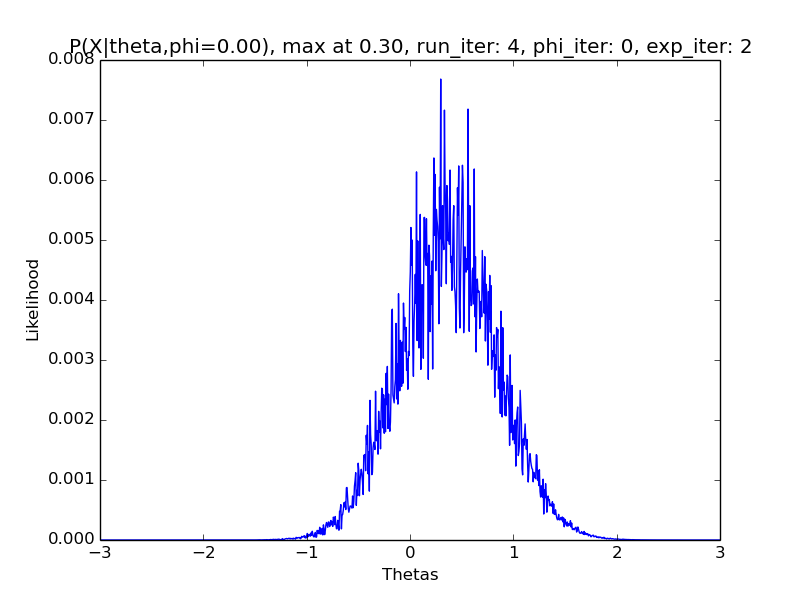 P(X|theta,phi=0.00), max at 0.30, run_iter: 4, phi_iter: 0, exp_iter: 2
0.008
0.007
0.006
0.005
0.004
0.003
0.002
0.001
0.000
Likelihood
−3 −2 −1 0 1 2 3
Thetas